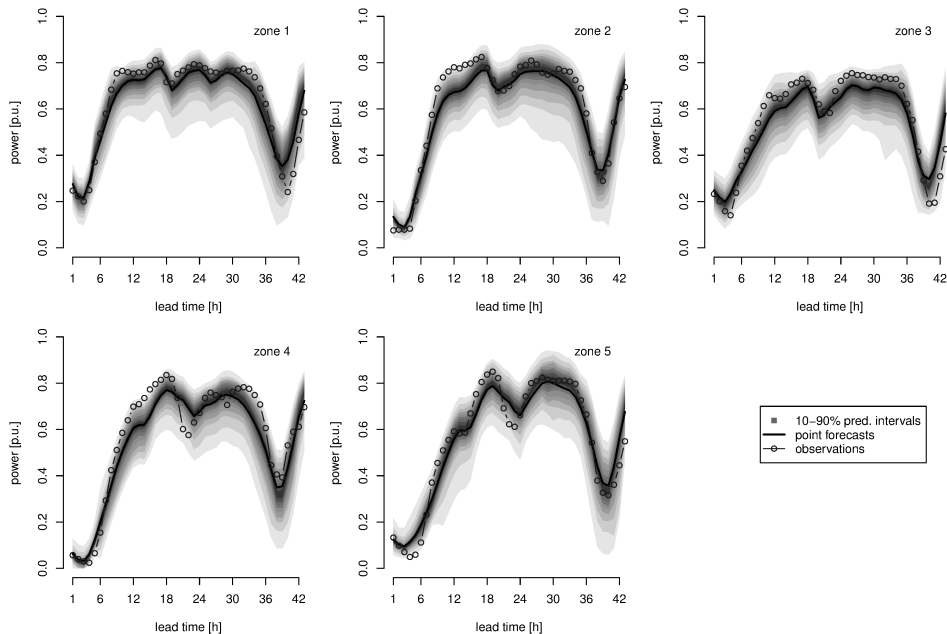 zone 1
1.0
0.8
0.6
0.4
0.2
0.0
power [p.u.]
1 6 12 18 24 30 36 42
lead time [h]
zone 2
1.0
0.8
0.6
0.4
0.2
0.0
power [p.u.]
1 6 12 18 24 30 36 42
lead time [h]
zone 3
1.0
0.8
0.6
0.4
0.2
0.0
power [p.u.]
1 6 12 18 24 30 36 42
lead time [h]
zone 4
1.0
0.8
0.6
0.4
0.2
0.0
power [p.u.]
1 6 12 18 24 30 36 42
lead time [h]
zone 5
1.0
0.8
0.6
0.4
0.2
0.0
power [p.u.]
1 6 12 18 24 30 36 42
lead time [h]
10−90% pred. intervals
point forecasts
observations